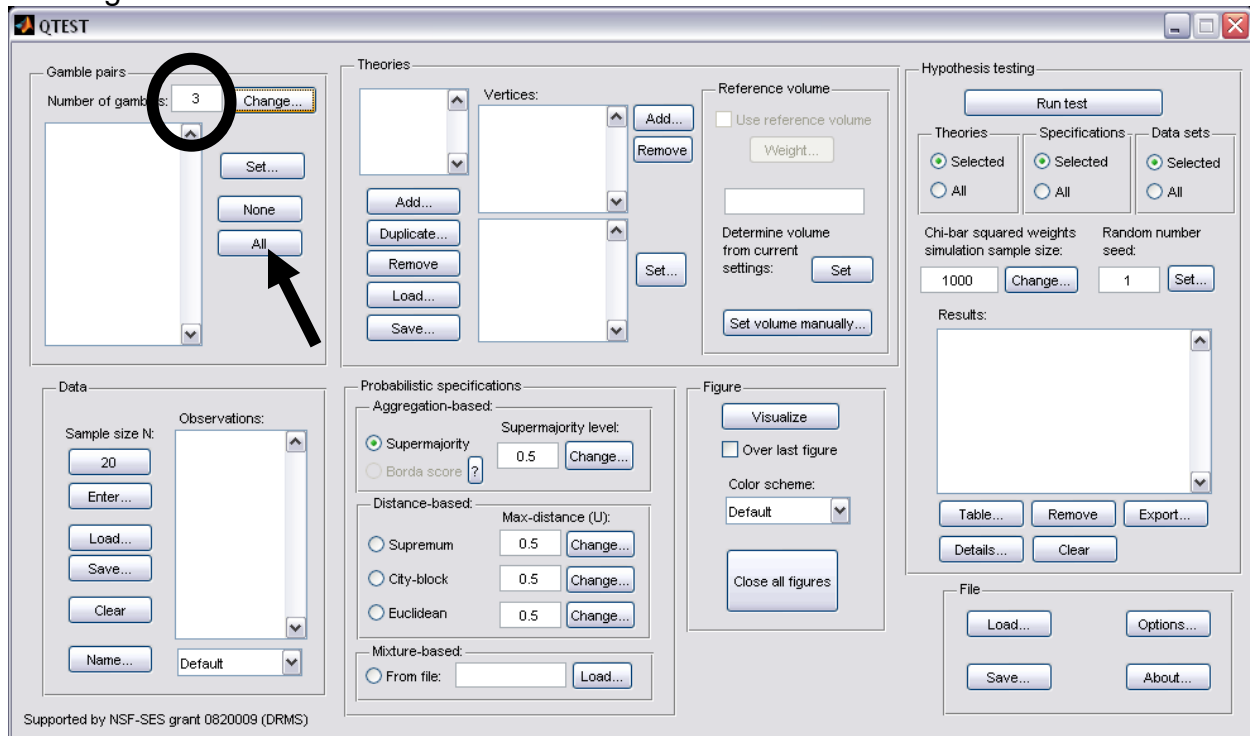 QTEST
Gamble pairs
Number of gambles: 3 Change...
Set...
None
All
Theories
Vertices:
Add...
Remove
Add...
Duplicate...
Remove
Load...
Save...
Set...
Reference volume
Use reference volume
Weight...
Determine volume
from current
settings: Set
Set volume manually...
Hypothesis testing
Run test
Theories
Selected
All
Specifications
Selected
All
Data sets
Selected
All
Chi-bar squared weights
simulation sample size:
1000 Change...
Random number
seed:
1 Set...
Results:
Table... Remove Export...
Details... Clear
Data
Sample size N:
20
Enter...
Load...
Save...
Clear
Name...
Observations:
Default
Probabilistic specifications
Aggregation-based:
Supermajority level:
Supermajority 0.5 Change...
Borda score ?
Distance-based:
Max-distance (U):
Supremum 0.5 Change...
City-block 0.5 Change...
Euclidean 0.5 Change...
Mixture-based:
From file: Load...
Figure
Visualize
Over last figure
Color scheme:
Default
Close all figures
File
Load... Options...
Save... About...
Supported by NSF-SES grant 0820009 (DRMS)